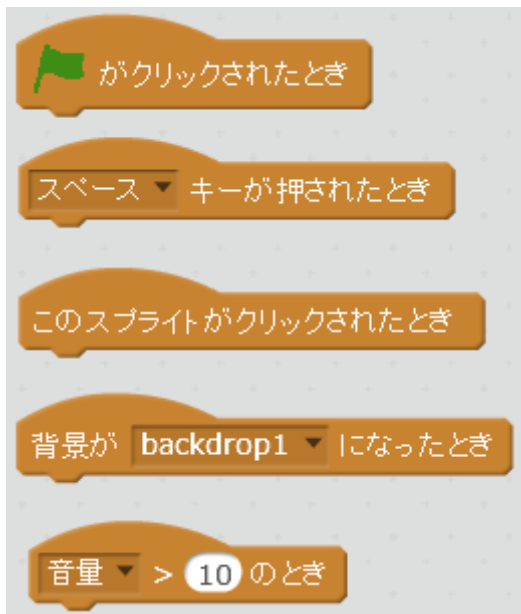 がクリックされたとき
スペース キーが押されたとき
このスプライトがクリックされたとき
背景が backdrop1 になったとき
音量 > 10 のとき